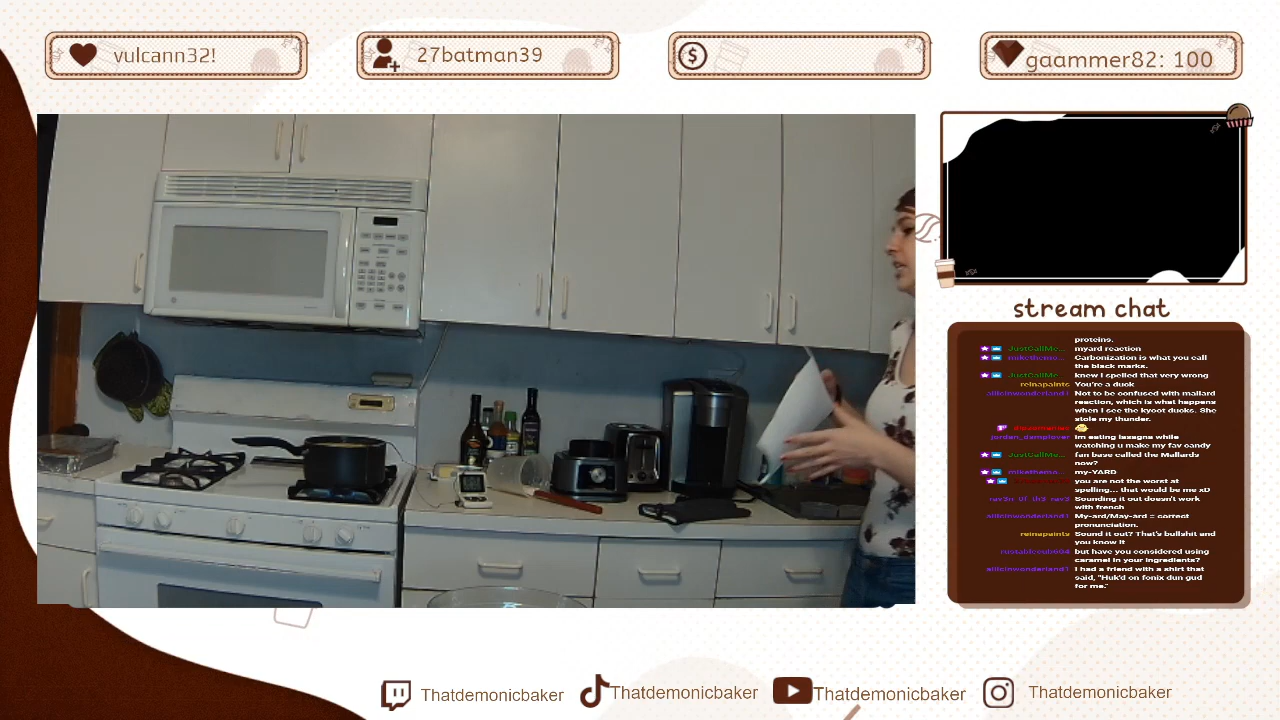 vulcann32!
27batman39
gaammer82: 100
stream chat
proteins.
JustCallMe... myard reaction
mikethemo... Carbonization is what you call
the black marks.
JustCallMe... knew I spelled that very wrong
reinapaints You're a duck
Not to be confused with mallard
reaction, which is what happens
when I see the kyoot ducks. She
stole my thunder.
Im eating lasagna while
watching u make my fav candy
JustCallMe... fan base called the Mallards
now?
mikethemo... my-YARD
you are not the worst at
spelling... that would be me xD
Sounding it out doesn't work
with french
My-ard/May-ard = correct
pronunciation.
reinapaints Sound it out? That's bullshit and
you know it
but have you considered using
caramel in your ingredients?
I had a friend with a shirt that
said, "Huk'd on fonix dun gud
for me."
Thatdemonicbaker
Thatdemonicbaker
Thatdemonicbaker
Thatdemonicbaker